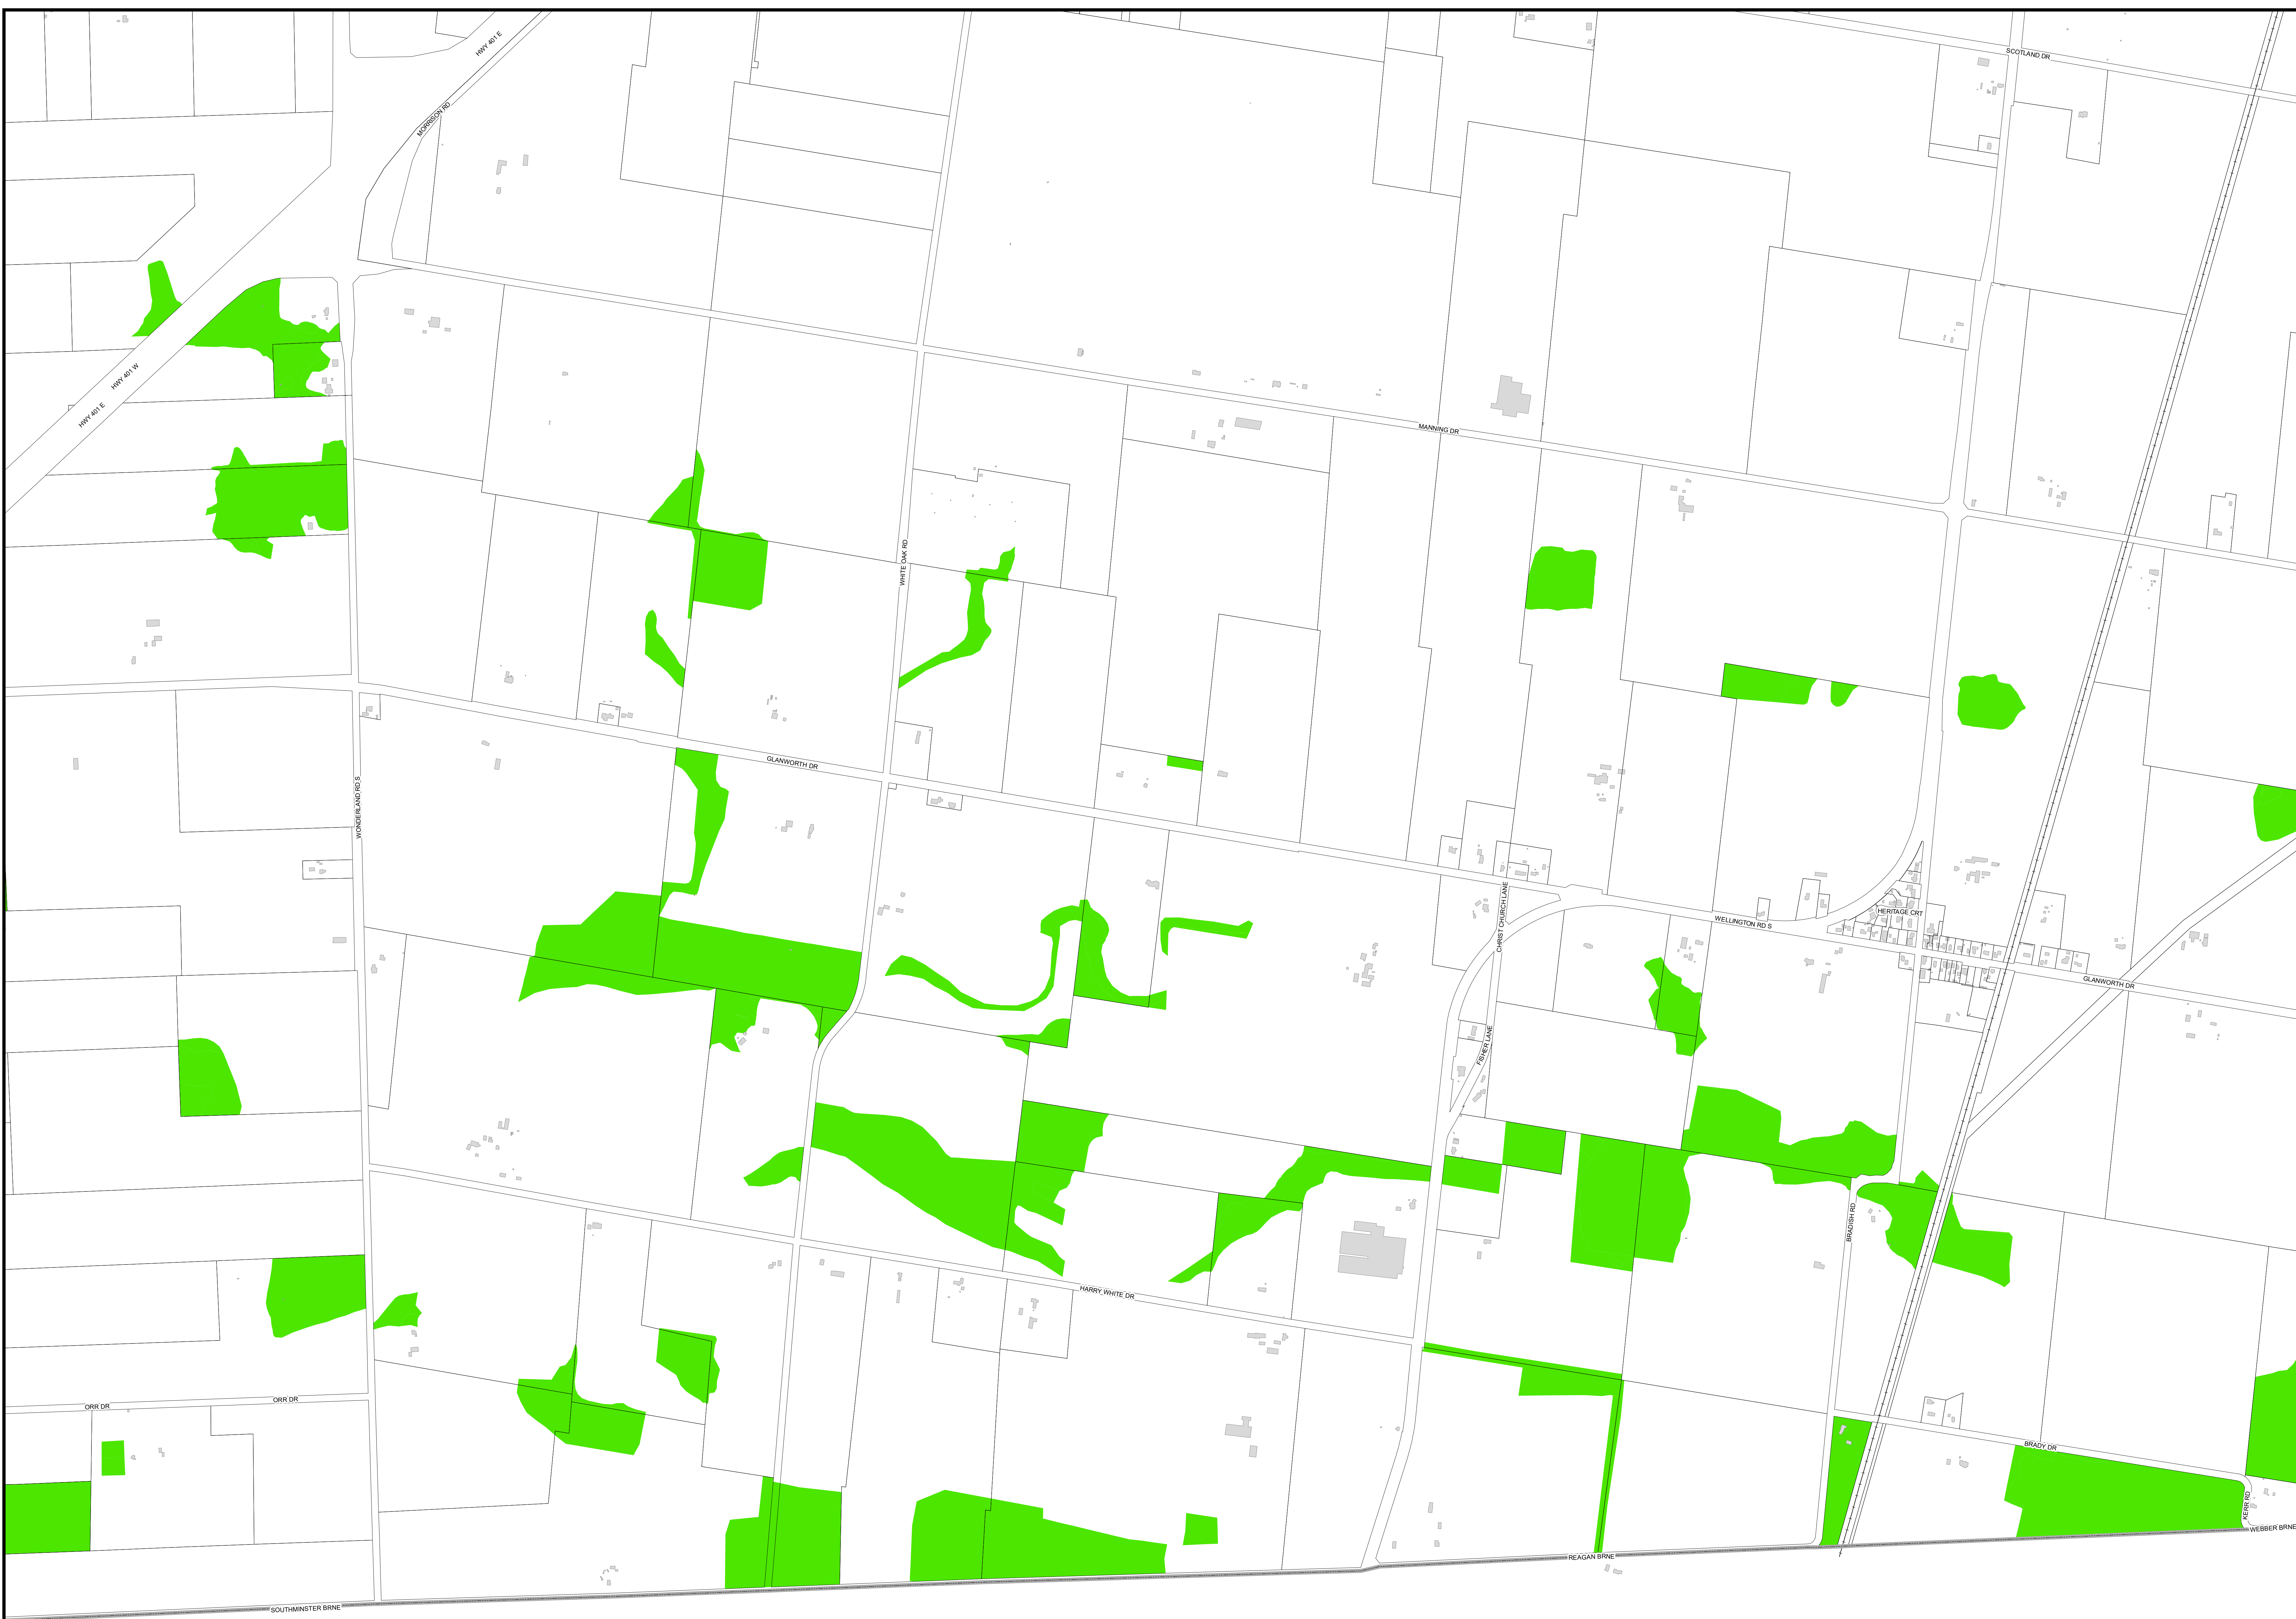 HWY 401 E
SCOTLAND DR
MORRISON RD
HWY 401 W
HWY 401 E
MANNING DR
WHITE OAK RD
GLANWORTH DR
WONDERLAND RD S
CHRIST CHURCH LANE
WELLINGTON RD S
HERITAGE CRT
GLANWORTH DR
FISHER LANE
BRADISH RD
HARRY WHITE DR
ORR DR
ORR DR
BRADY DR
KERR RD
WEBBER BRNE
REAGAN BRNE
SOUTHMINSTER BRNE